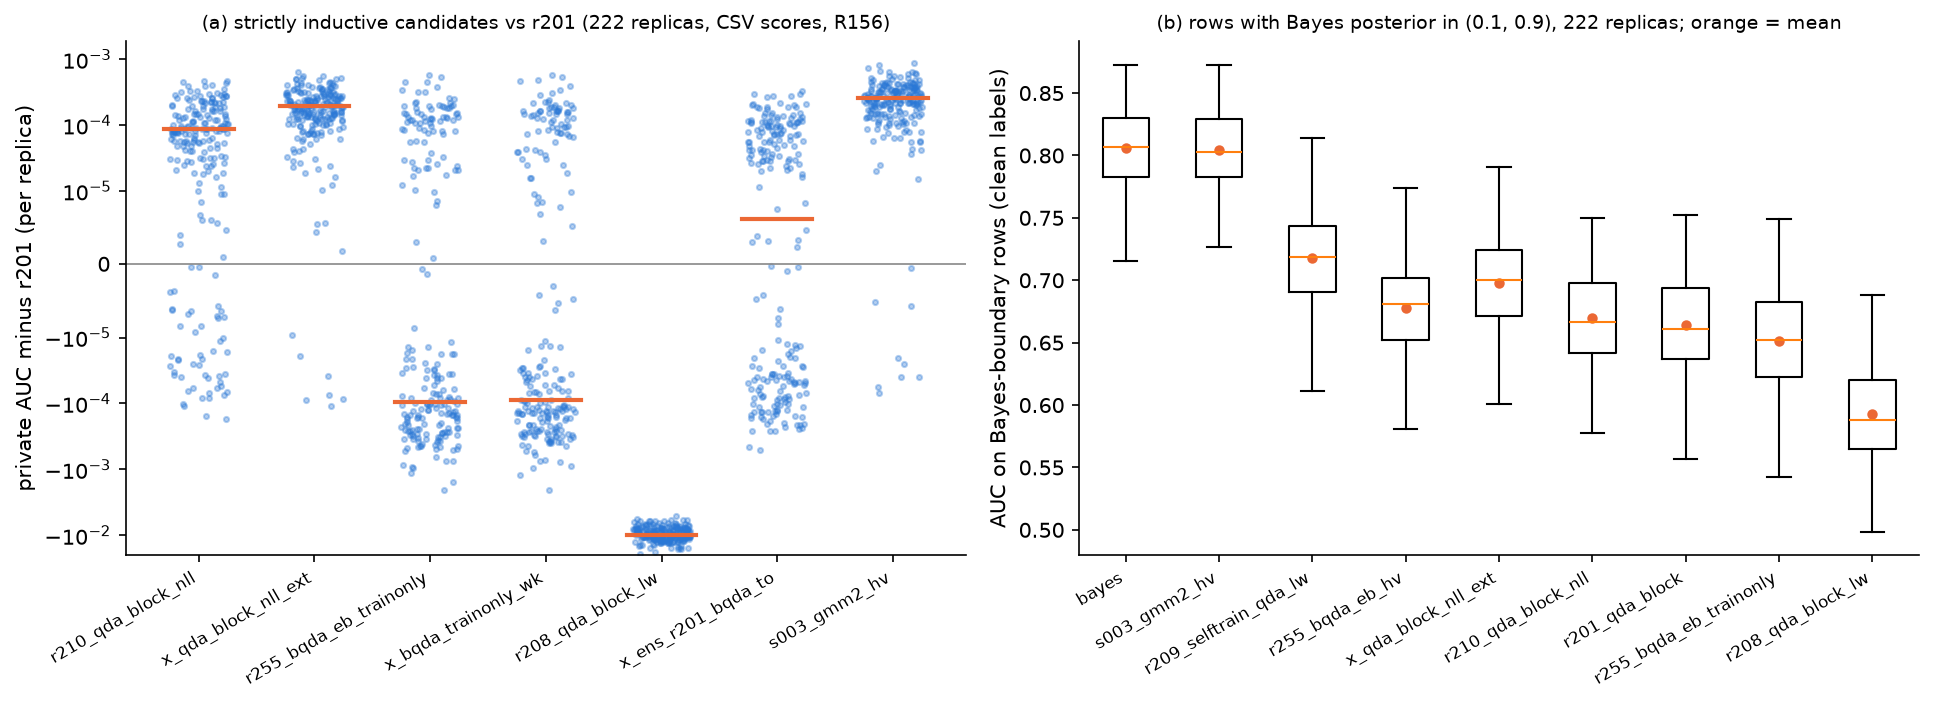 (a) strictly inductive candidates vs r201 (222 replicas, CSV scores, R156)
private AUC minus r201 (per replica)
10⁻³
10⁻⁴
10⁻⁵
0
−10⁻⁵
−10⁻⁴
−10⁻³
−10⁻²
r210_qda_block_nll
x_qda_block_nll_ext
r255_bqda_eb_trainonly
x_bqda_trainonly_wk
r208_qda_block_lw
x_ens_r201_bqda_to
s003_gmm2_hv
(b) rows with Bayes posterior in (0.1, 0.9), 222 replicas; orange = mean
AUC on Bayes-boundary rows (clean labels)
0.85
0.80
0.75
0.70
0.65
0.60
0.55
0.50
bayes
s003_gmm2_hv
r209_selftrain_qda_lw
r255_bqda_eb_hv
x_qda_block_nll_ext
r210_qda_block_nll
r201_qda_block
r255_bqda_eb_trainonly
r208_qda_block_lw